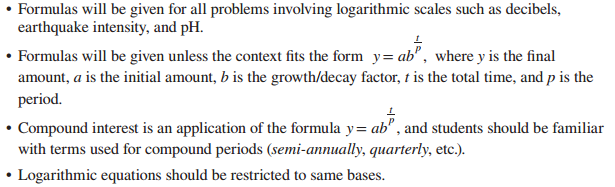 • Formulas will be given for all problems involving logarithmic scales such as decibels,
earthquake intensity, and pH.
• Formulas will be given unless the context fits the form y = ab^(t/p), where y is the final
amount, a is the initial amount, b is the growth/decay factor, t is the total time, and p is the
period.
• Compound interest is an application of the formula y = ab^(t/p), and students should be familiar
with terms used for compound periods (semi-annually, quarterly, etc.).
• Logarithmic equations should be restricted to same bases.